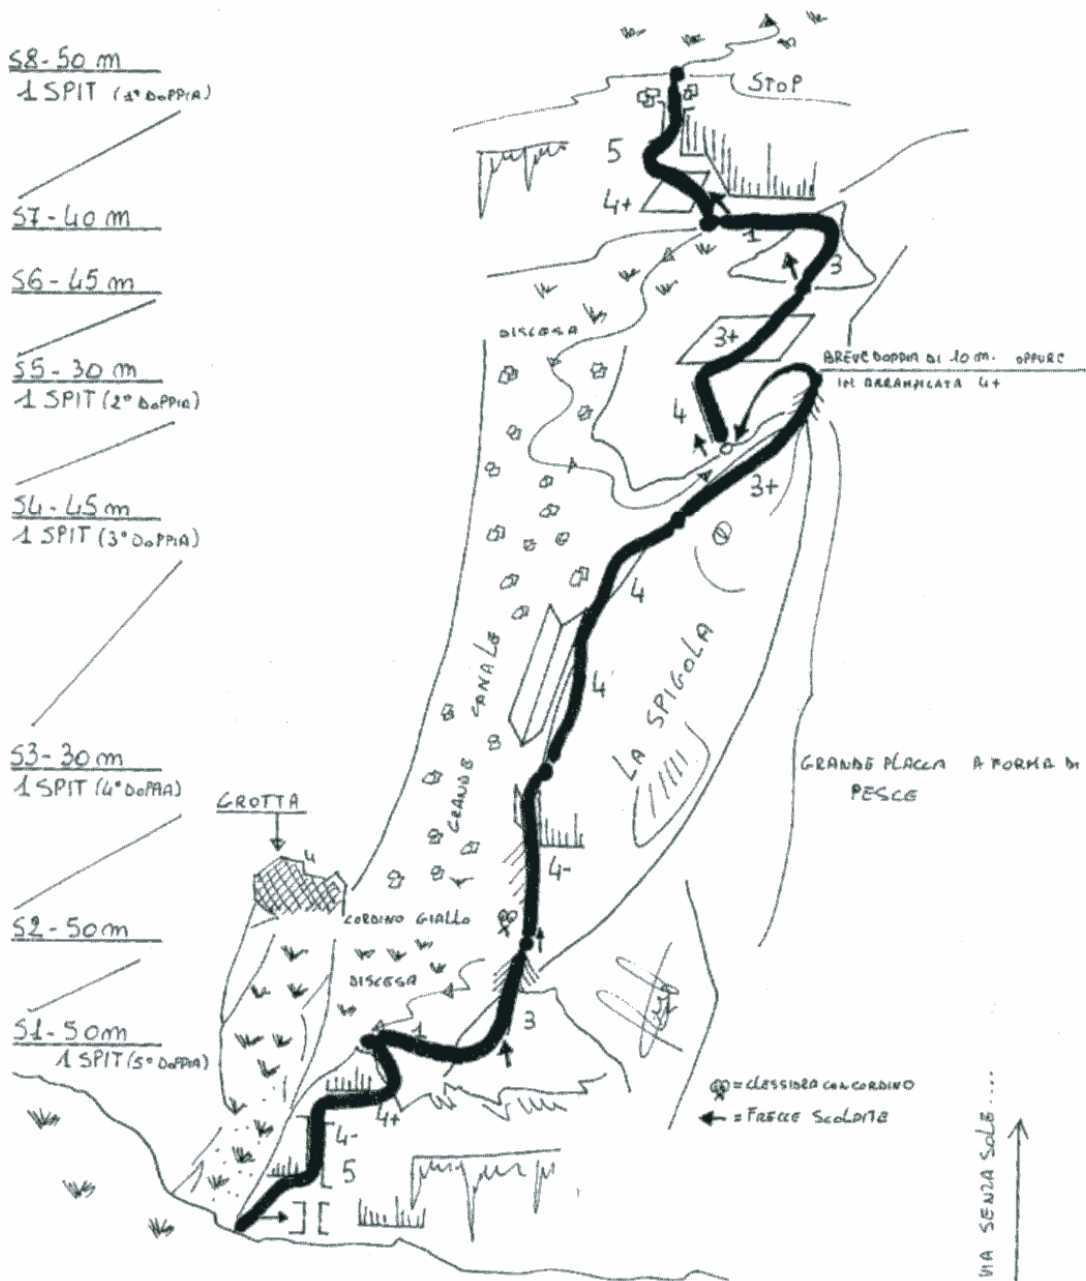 S8-50 m
1 SPIT (1° DOPPIA)
S7-40 m
S6-45 m
S5-30 m
1 SPIT (2° DOPPIA)
S4-45 m
1 SPIT (3° DOPPIA)
S3-30 m
1 SPIT (4° DOPPIA)
S2-50 m
S1-50 m
1 SPIT (5° DOPPIA)
STOP
5
4+
1
3
DISCESA
3+
BREVE DOPPIA DI 10 m. OPPURE
IN ARRAMPICATA 4+
4
3+
4
4
LA SPIGOLA
GRANDE CANALE
GRANDE PLACCA A FORMA DI
PESCE
GROTTA
4
4-
CORDINO GIALLO
DISCESA
1
3
4+
4-
5
= CLESSIDRA CON CORDINO
= FRECCE SCOLPITE
VIA SENZA SOLE....